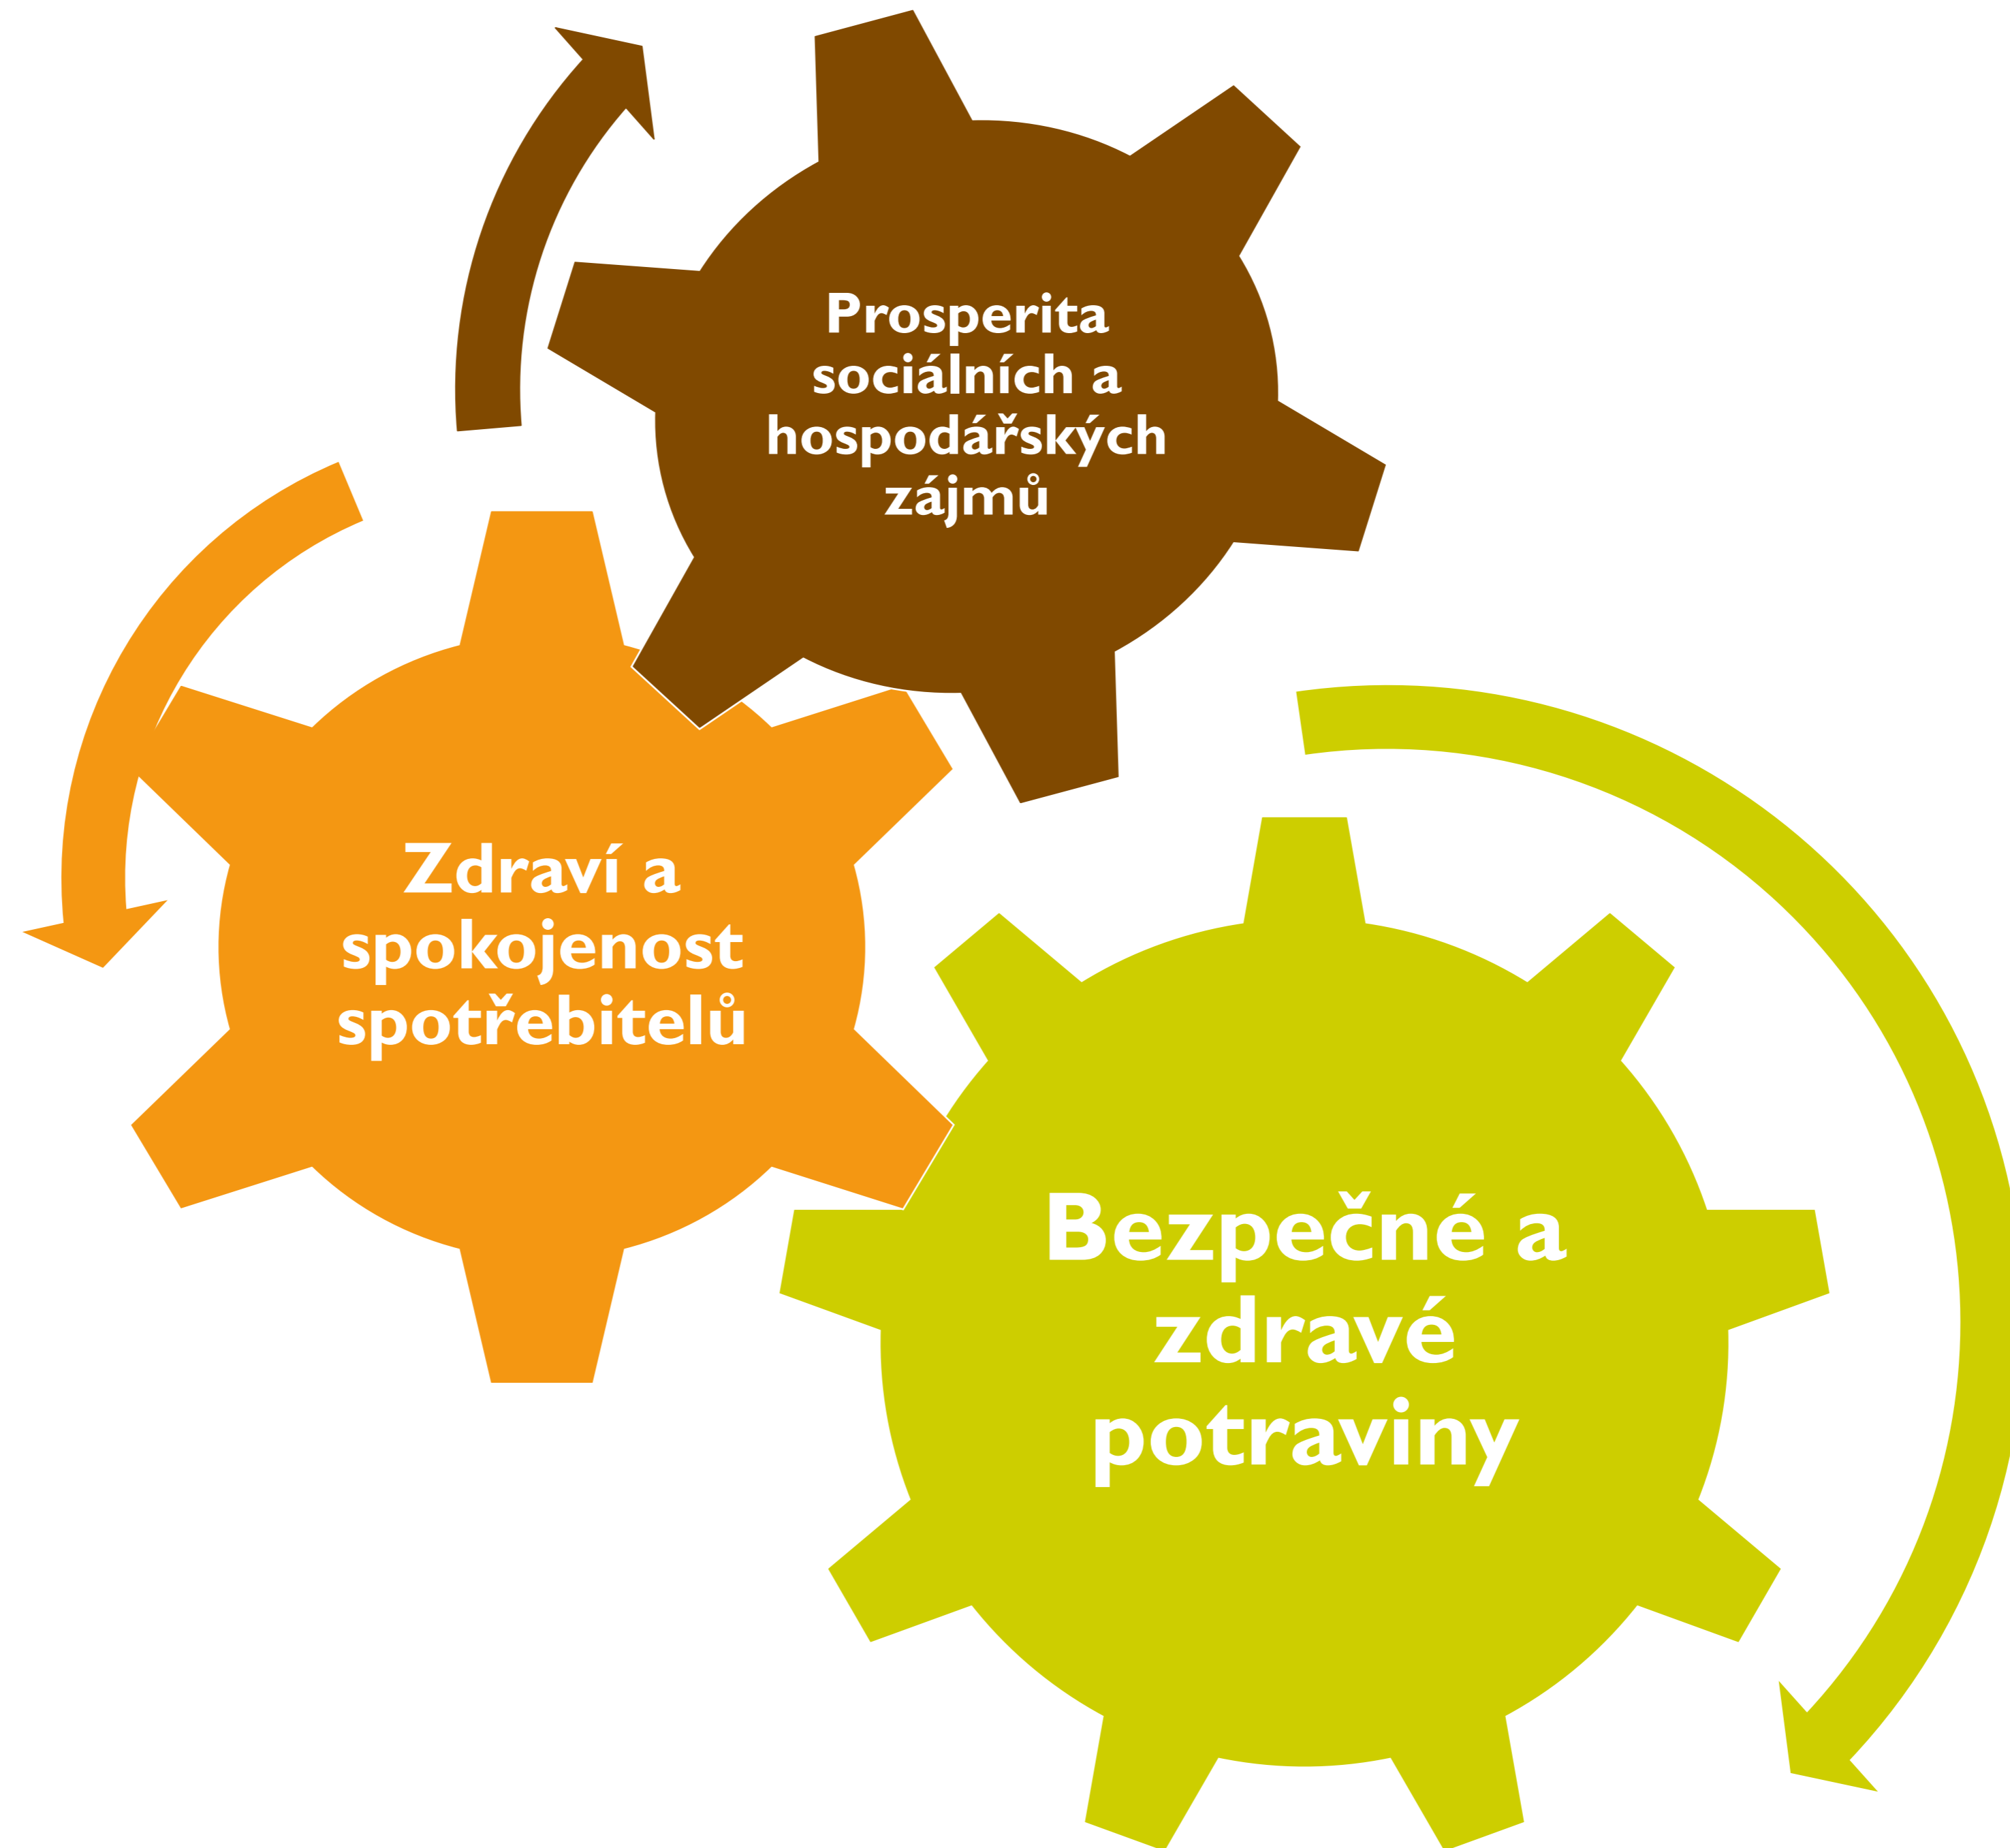 Prosperita
sociálních a
hospodářských
zájmů
Zdraví a
spokojenost
spotřebitelů
Bezpečné a
zdravé
potraviny